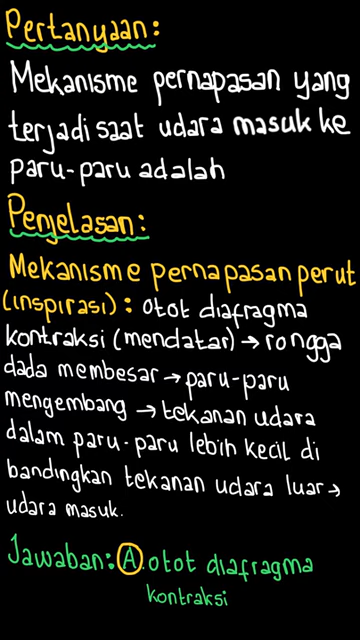 Pertanyaan:
Mekanisme pernapasan yang
terjadi saat udara masuk ke
paru-paru adalah
Penjelasan:
Mekanisme pernapasan perut
(inspirasi): otot diafragma
kontraksi (mendatar) → rongga
dada membesar → paru-paru
mengembang → tekanan udara
dalam paru-paru lebih kecil di
bandingkan tekanan udara luar →
udara masuk.
Jawaban: A. otot diafragma
kontraksi